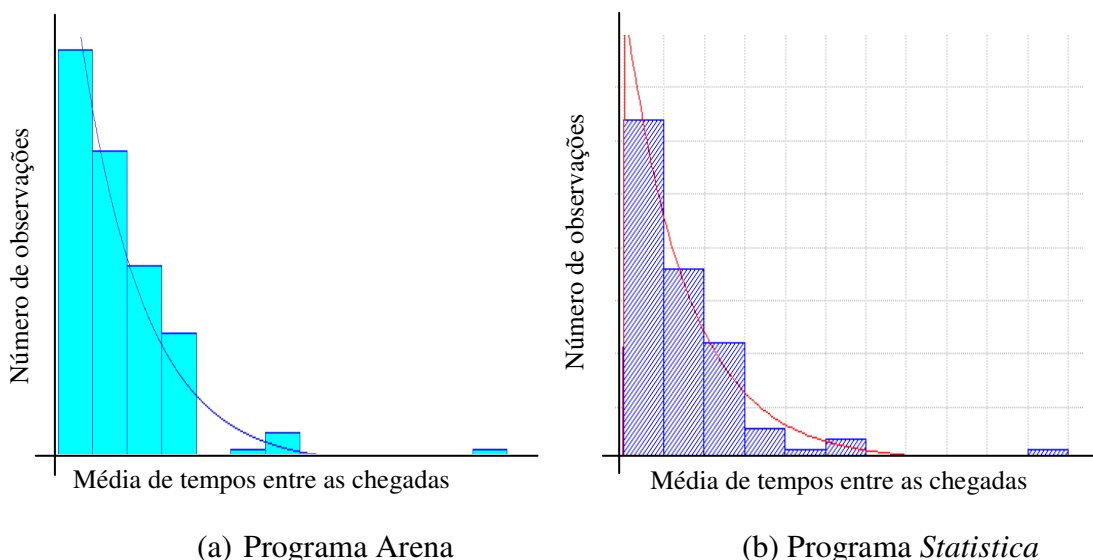 Número de observações
Média de tempos entre as chegadas
(a) Programa Arena
Número de observações
Média de tempos entre as chegadas
(b) Programa Statistica